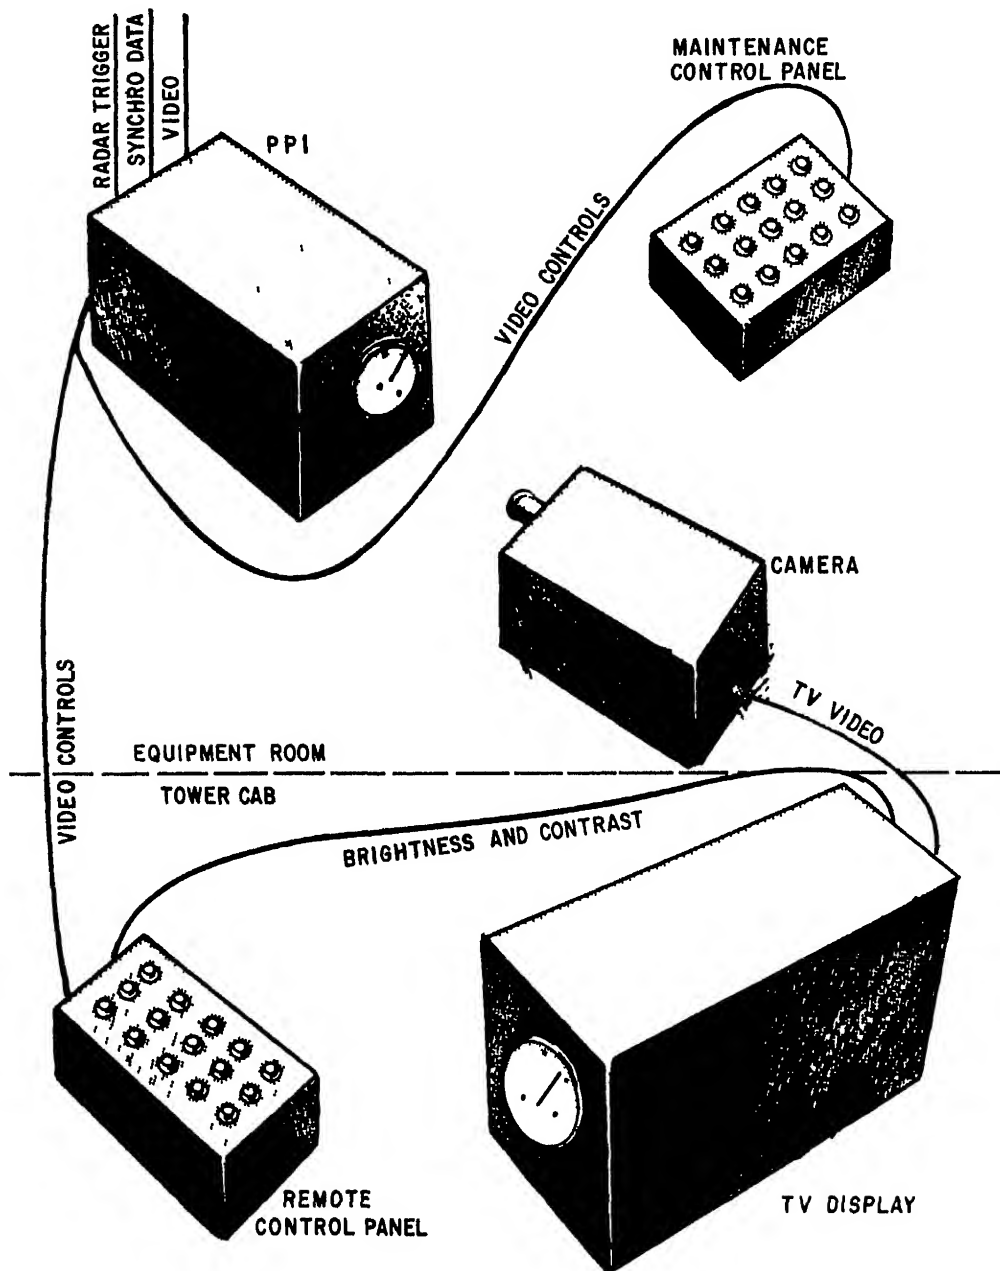 RADAR TRIGGER
SYNCHRO DATA
VIDEO
PPI
MAINTENANCE
CONTROL PANEL
VIDEO CONTROLS
CAMERA
TV VIDEO
VIDEO CONTROLS
EQUIPMENT ROOM
TOWER CAB
BRIGHTNESS AND CONTRAST
REMOTE
CONTROL PANEL
TV DISPLAY